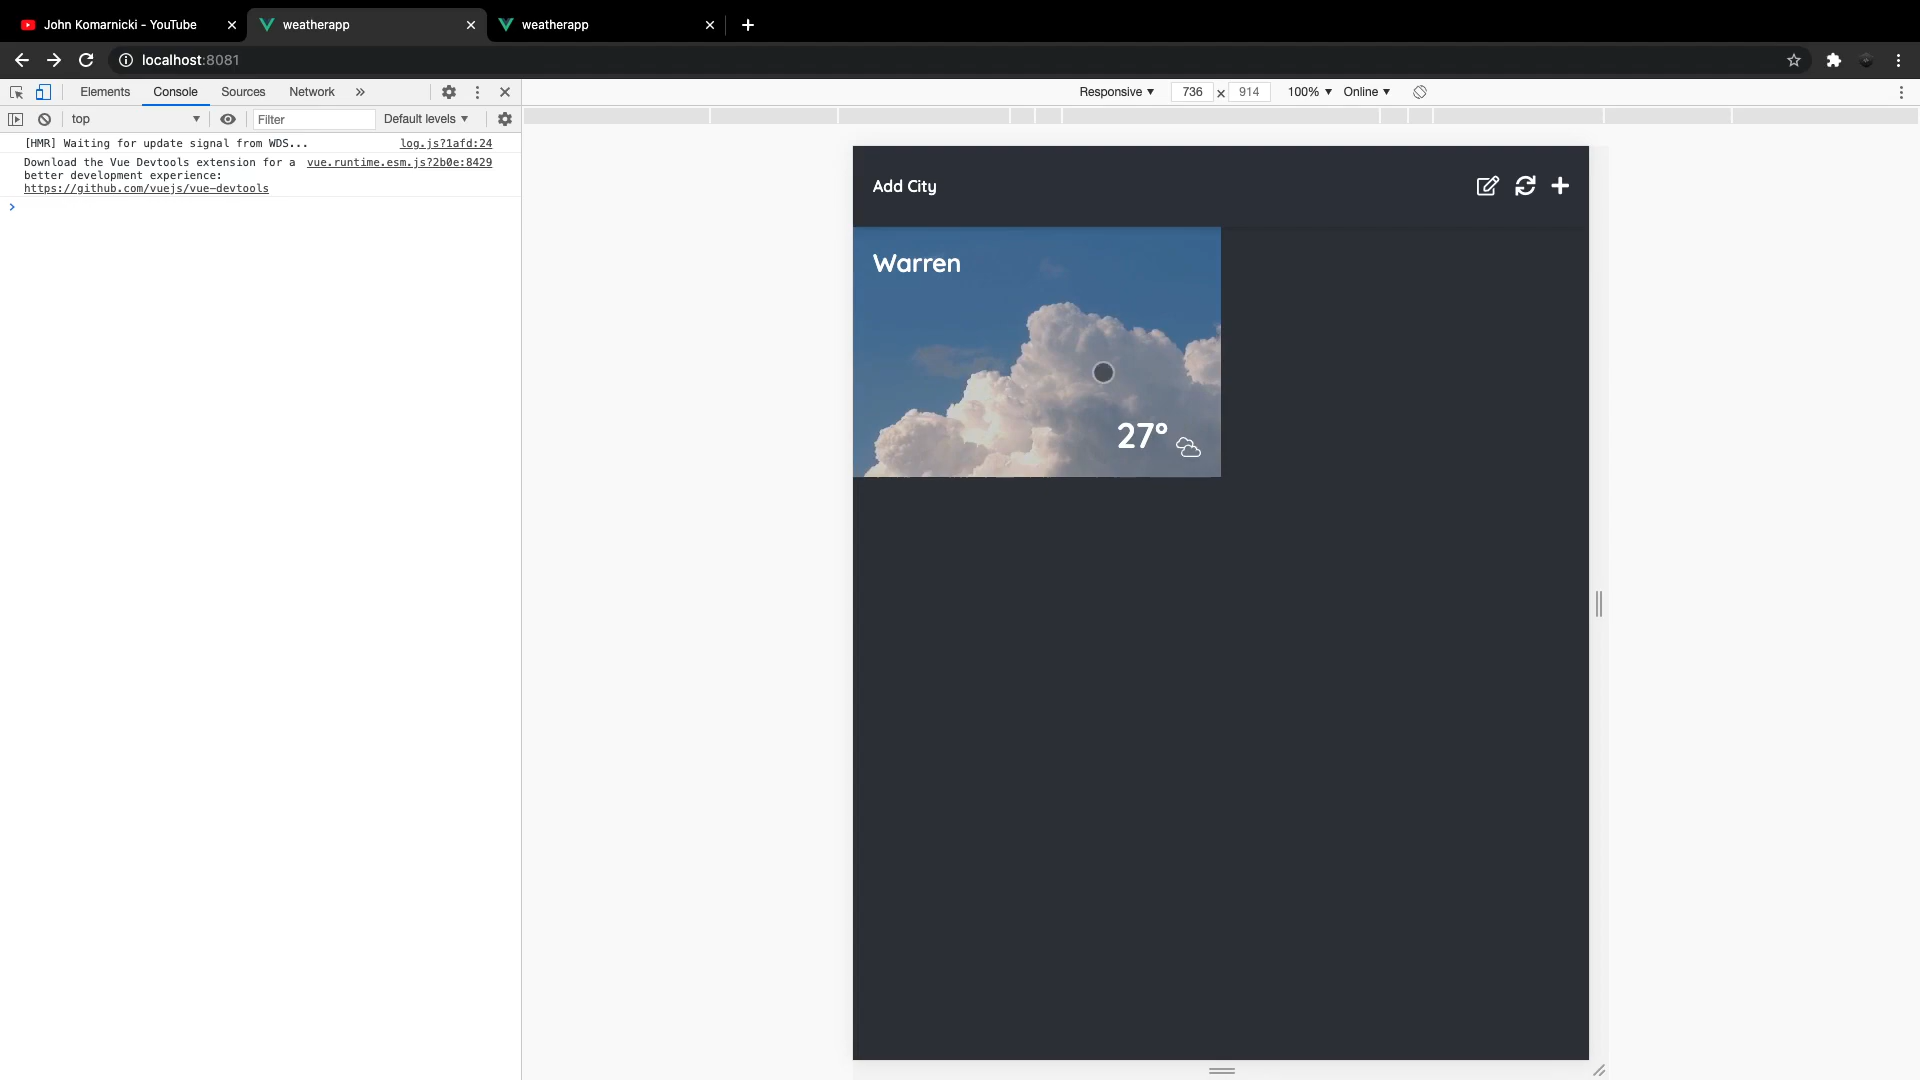 John Komarnicki - YouTube
weatherapp
weatherapp
localhost:8081
Elements
Console
Sources
Network
top
Filter
Default levels
[HMR] Waiting for update signal from WDS...
log.js?1afd:24
Download the Vue Devtools extension for a
vue.runtime.esm.js?2b0e:8429
better development experience:
https://github.com/vuejs/vue-devtools
Responsive
736
x
914
100%
Online
Add City
Warren
27°